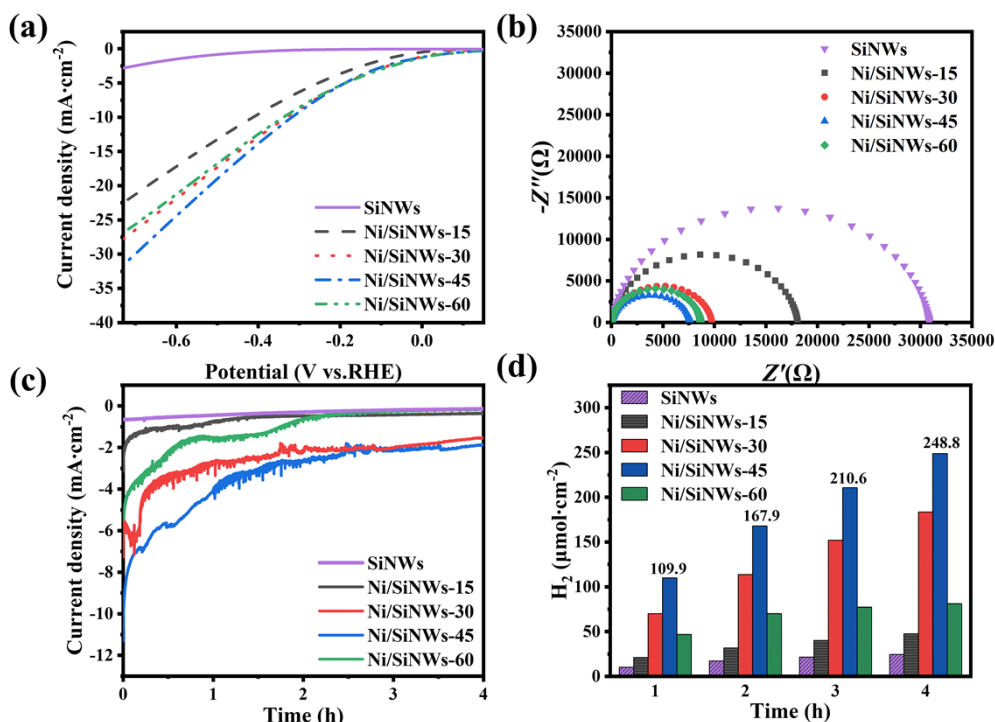 (a)
0
-5
-10
-15
-20
-25
-30
-35
-40
-0.6
-0.4
-0.2
0.0
Current density (mA·cm⁻²)
Potential (V vs.RHE)
SiNWs
Ni/SiNWs-15
Ni/SiNWs-30
Ni/SiNWs-45
Ni/SiNWs-60
(b)
35000
30000
25000
20000
15000
10000
5000
0
0
5000
10000
15000
20000
25000
30000
35000
-Z''(Ω)
Z'(Ω)
SiNWs
Ni/SiNWs-15
Ni/SiNWs-30
Ni/SiNWs-45
Ni/SiNWs-60
(c)
0
-2
-4
-6
-8
-10
-12
0
1
2
3
4
Current density (mA·cm⁻²)
Time (h)
SiNWs
Ni/SiNWs-15
Ni/SiNWs-30
Ni/SiNWs-45
Ni/SiNWs-60
(d)
300
250
200
150
100
50
0
1
2
3
4
H₂ (μmol·cm⁻²)
Time (h)
SiNWs
Ni/SiNWs-15
Ni/SiNWs-30
Ni/SiNWs-45
Ni/SiNWs-60
109.9
167.9
210.6
248.8